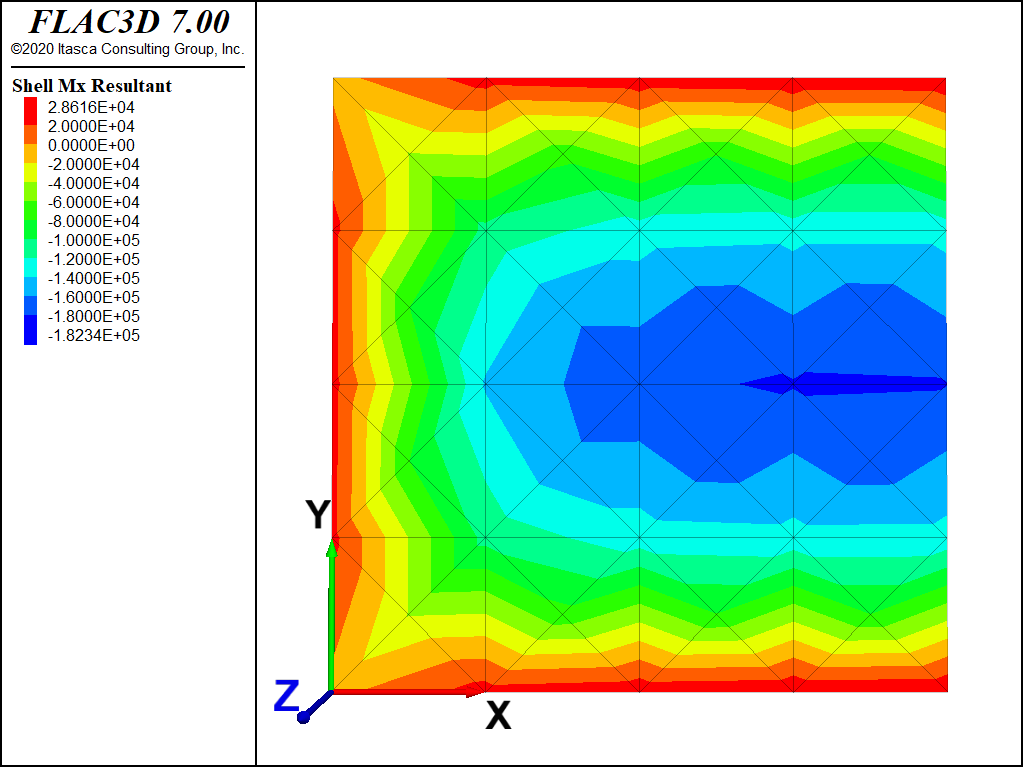 FLAC3D 7.00
©2020 Itasca Consulting Group, Inc.
Shell Mx Resultant
2.8616E+04
2.0000E+04
0.0000E+00
-2.0000E+04
-4.0000E+04
-6.0000E+04
-8.0000E+04
-1.0000E+05
-1.2000E+05
-1.4000E+05
-1.6000E+05
-1.8000E+05
-1.8234E+05
Y
Z
X